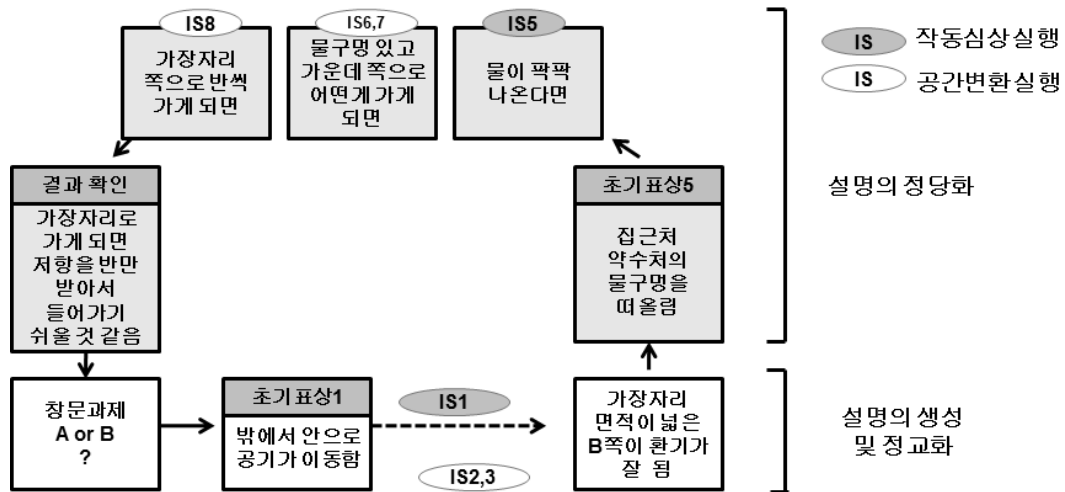 IS8
가장자리
쪽으로 반씩
가게 되면
IS6,7
물구멍 있고
가운데 쪽으로
어떤게 가게
되면
IS5
물이 팍팍
나온다면
IS 작동심상실행
IS 공간변환실행
결과 확인
가장자리로
가게 되면
저항을 반만
받아서
들어가기
쉬울것 같음
초기 표상5
집근처
약수처의
물구멍을
떠올림
설명의 정당화
창문과제
A or B
?
초기 표상1
밖에서 안으로
공기가 이동함
IS1
IS2,3
가장자리
면적이 넓은
B쪽이 환기가
잘 됨
설명의 생성
및 정교화